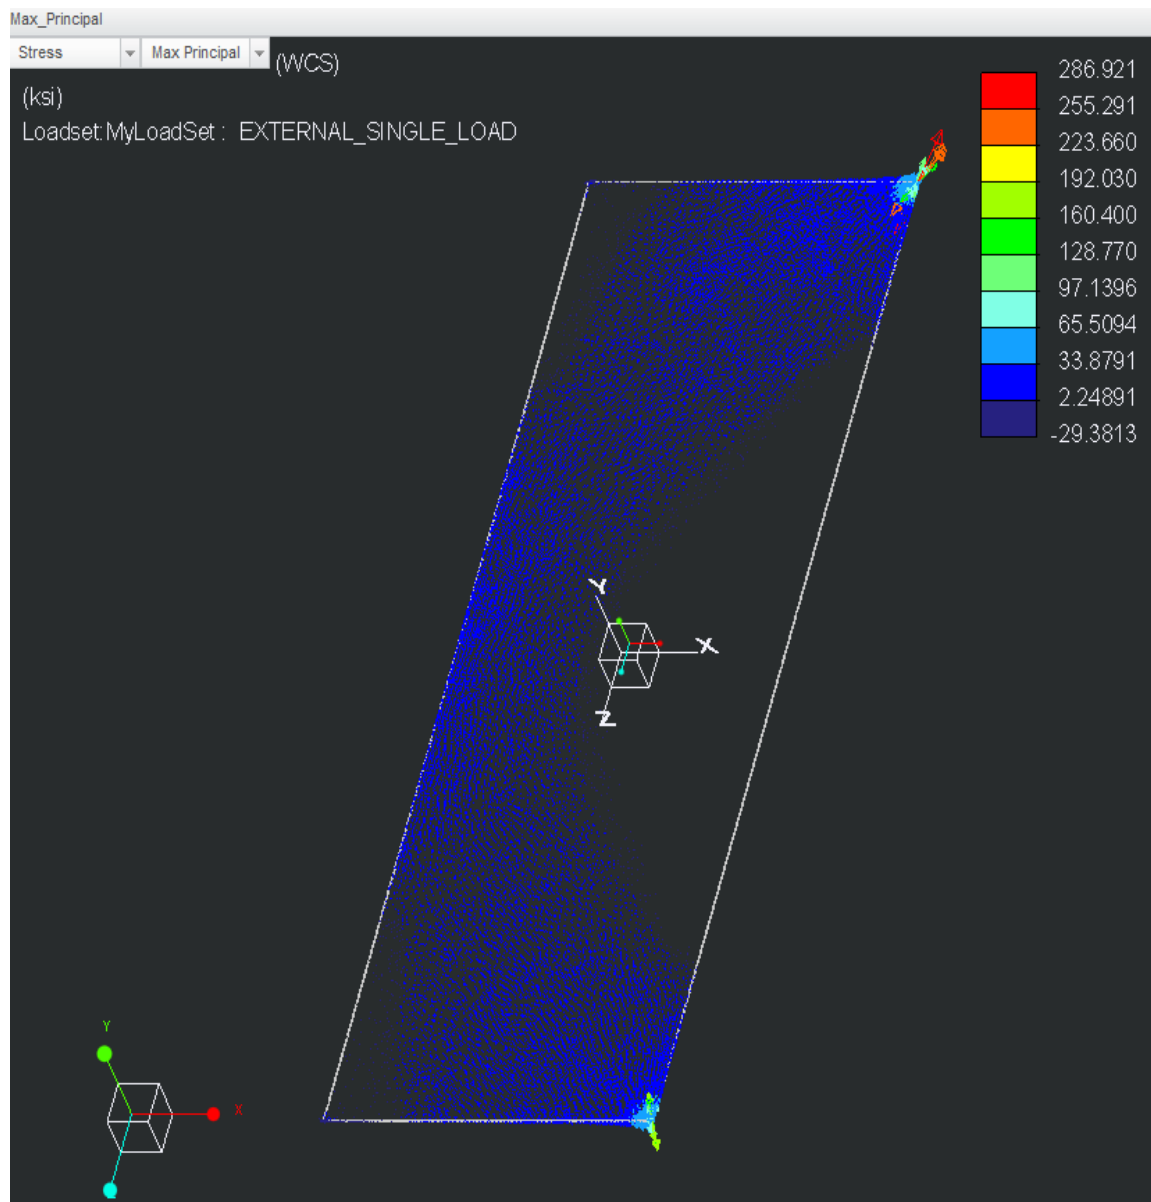 Max_Principal
Stress Max Principal (WCS)
(ksi)
Loadset:MyLoadSet : EXTERNAL_SINGLE_LOAD
286.921
255.291
223.660
192.030
160.400
128.770
97.1396
65.5094
33.8791
2.24891
-29.3813
Y
X
Z
Y
X